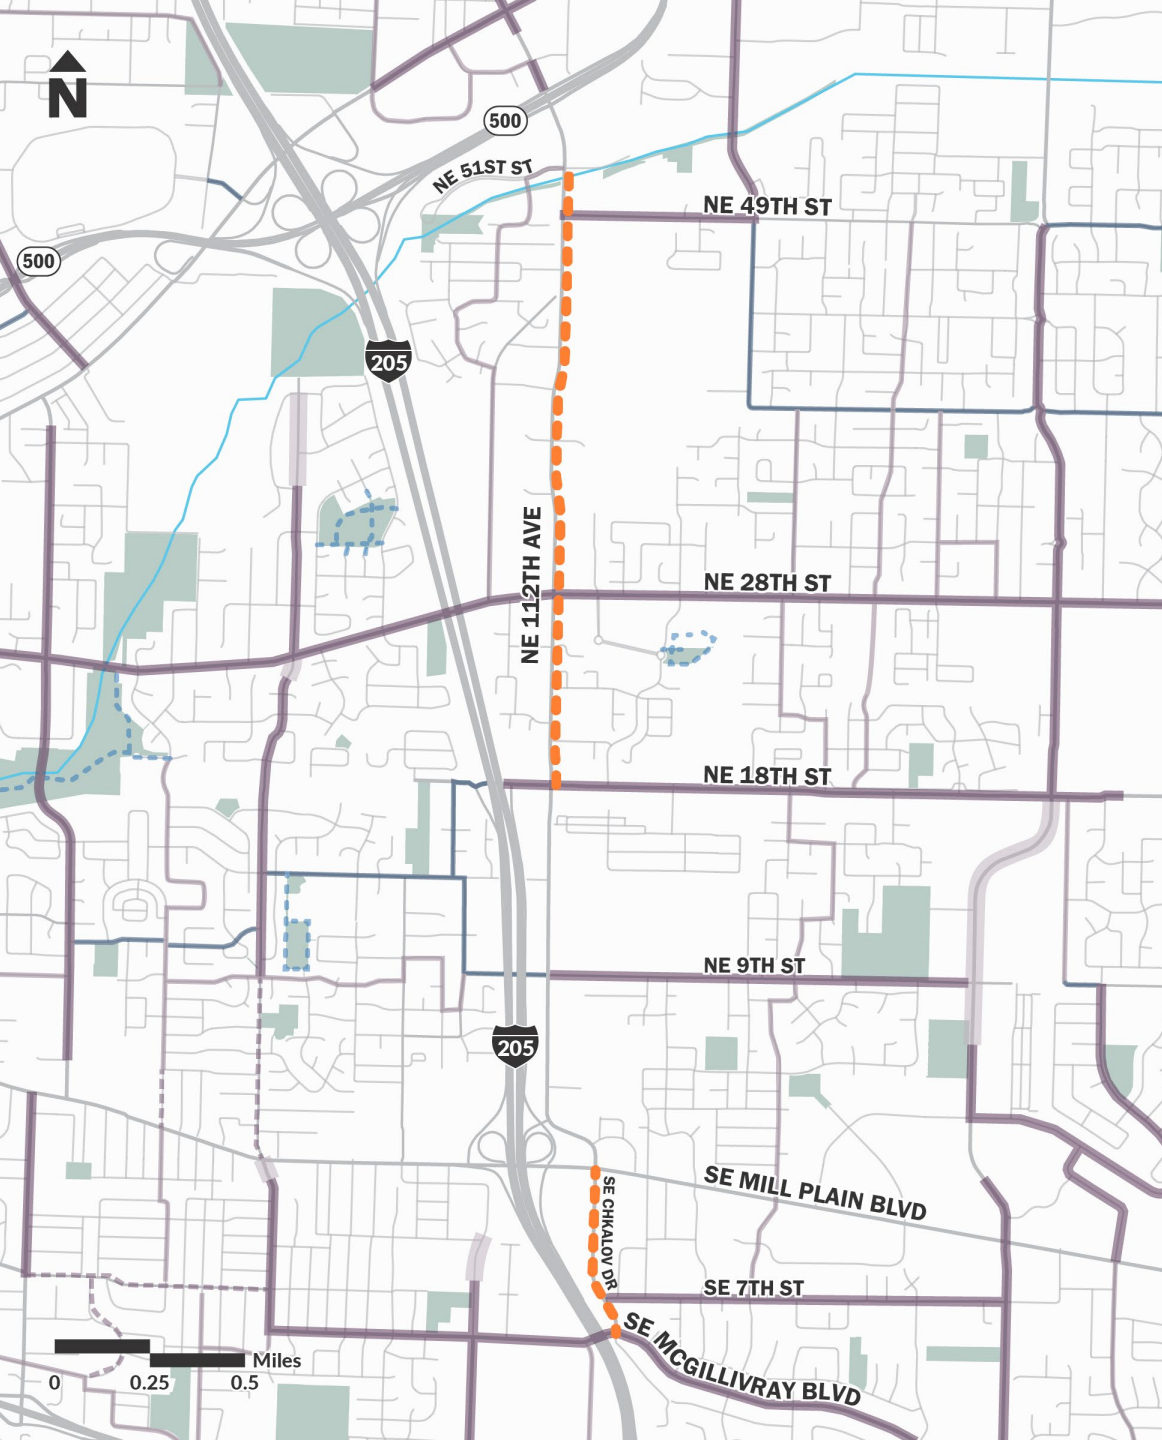 N
500
NE 51ST ST
NE 49TH ST
500
205
NE 112TH AVE
NE 28TH ST
NE 18TH ST
NE 9TH ST
205
SE MILL PLAIN BLVD
SE CHKALOV DR
SE 7TH ST
SE MCGILLIVRAY BLVD
Miles
0 0.25 0.5